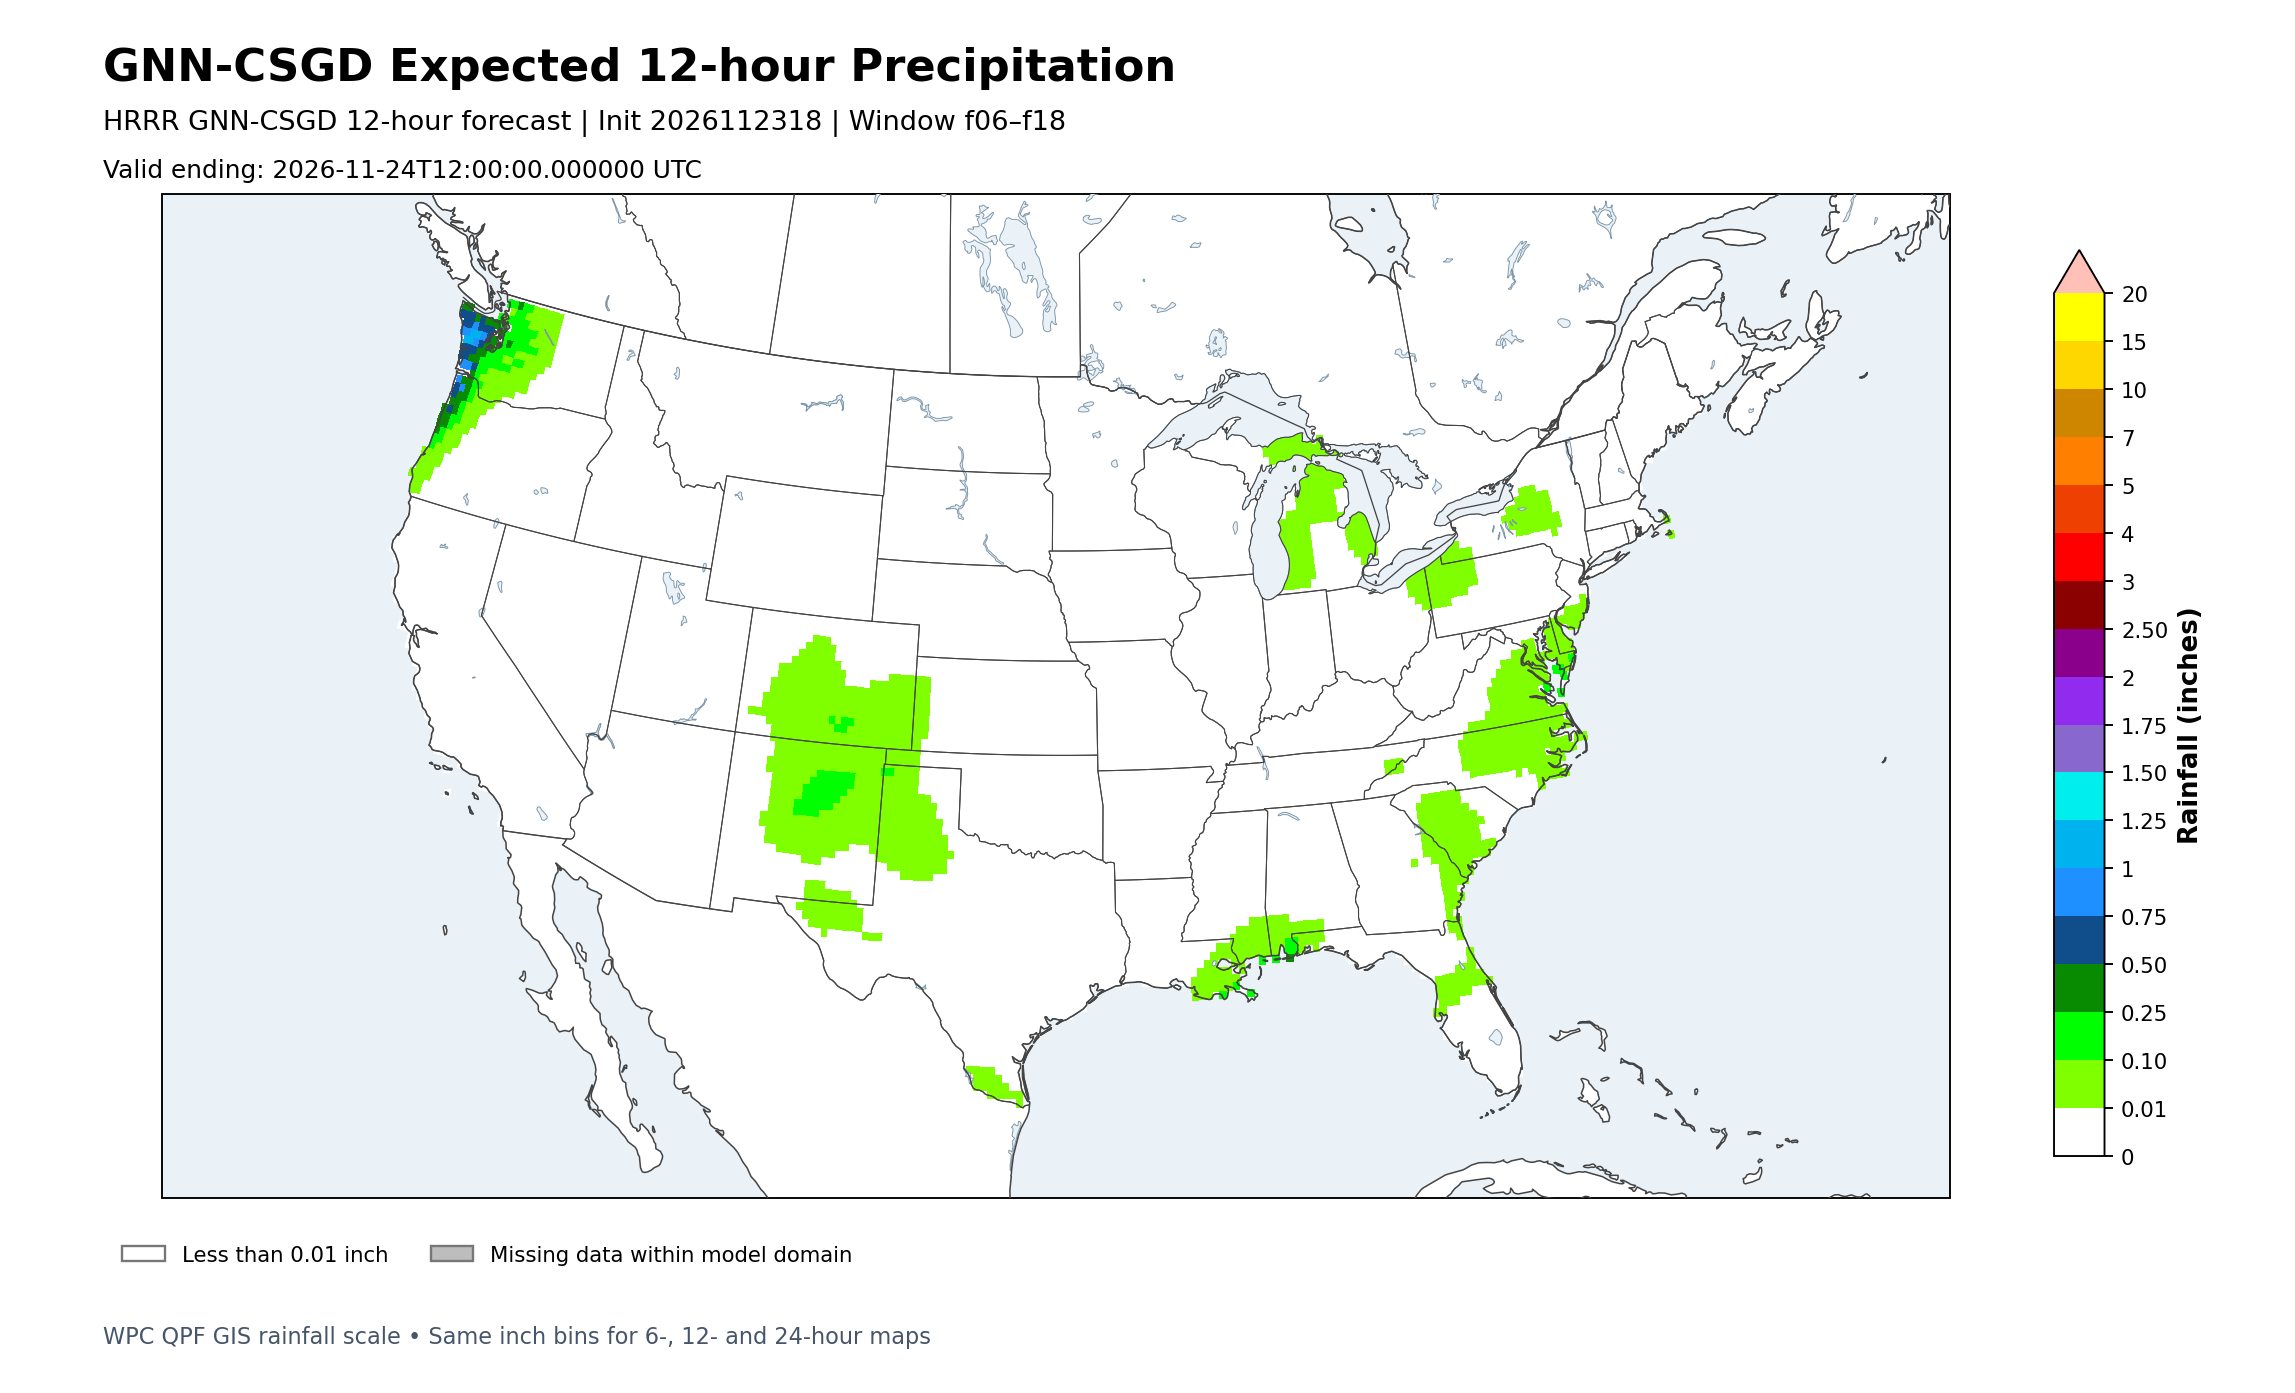 GNN-CSGD Expected 12-hour Precipitation
HRRR GNN-CSGD 12-hour forecast | Init 2026112318 | Window f06–f18
Valid ending: 2026-11-24T12:00:00.000000 UTC
20
15
10
7
5
4
3
2.50
2
1.75
1.50
1.25
1
0.75
0.50
0.25
0.10
0.01
0
Rainfall (inches)
Less than 0.01 inch
Missing data within model domain
WPC QPF GIS rainfall scale • Same inch bins for 6-, 12- and 24-hour maps